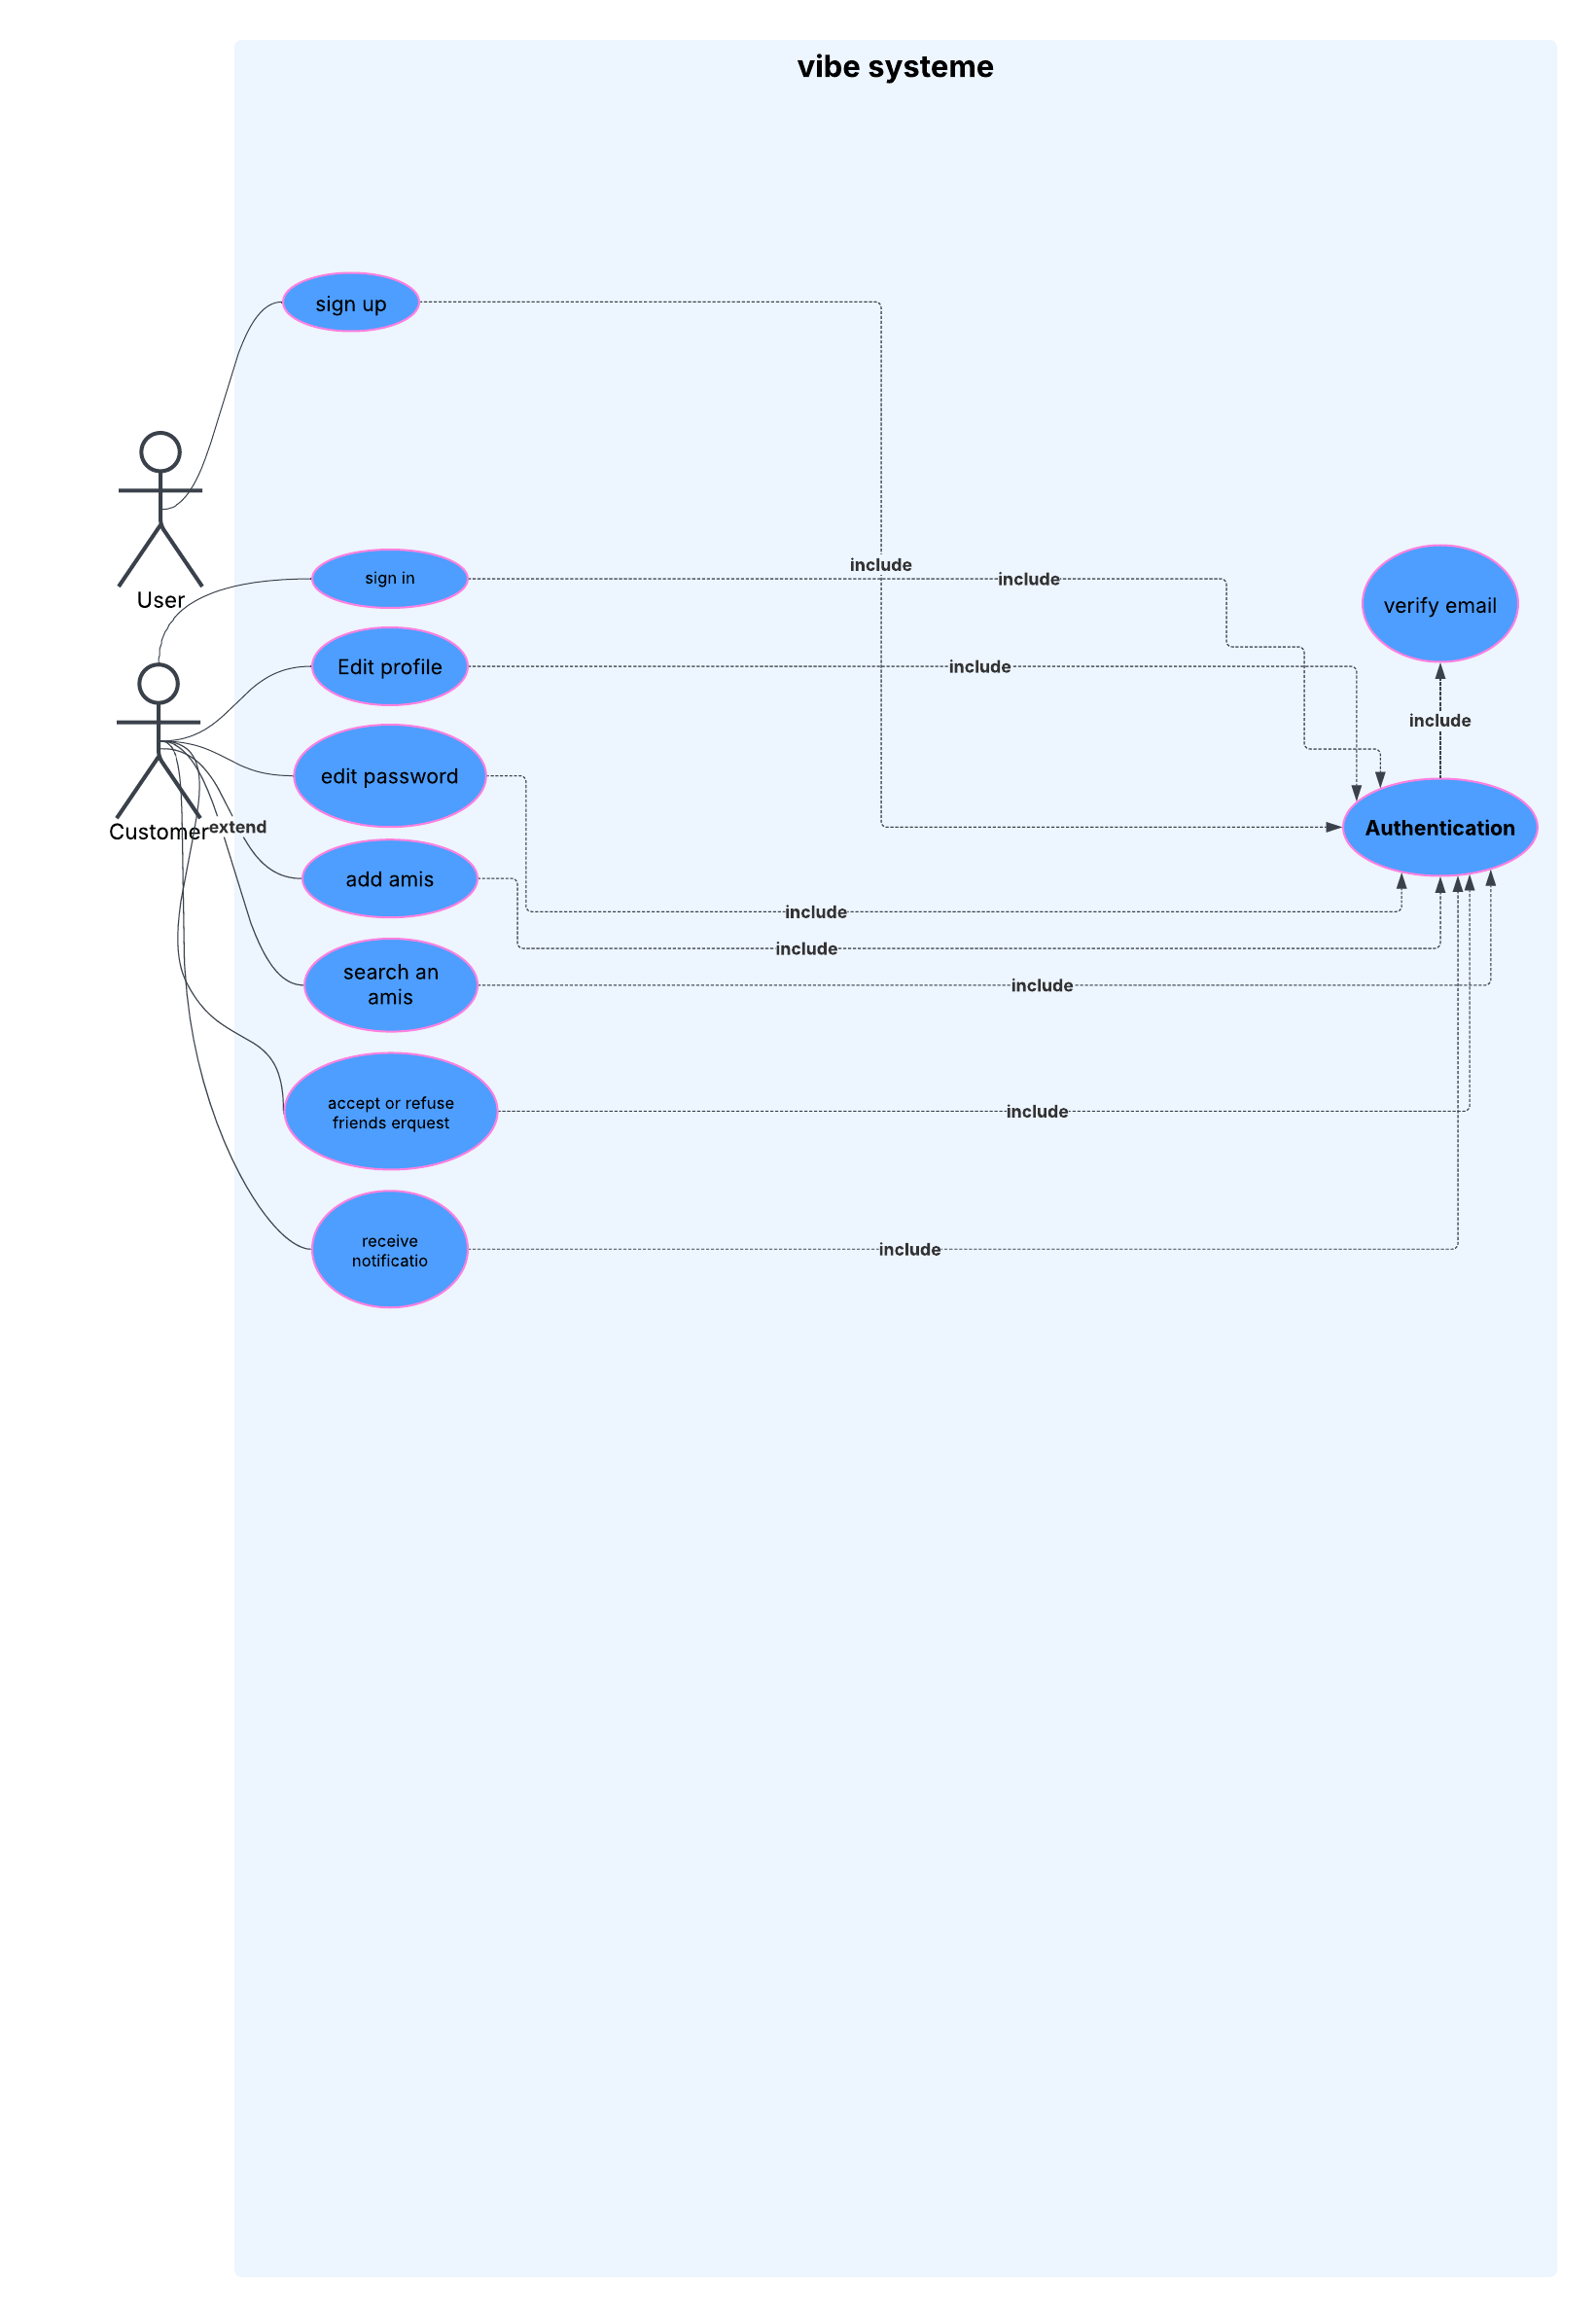 vibe systeme
sign up
User
sign in
include
include
verify email
Edit profile
include
include
edit password
Authentication
Customer
extend
add amis
include
include
search an
amis
include
accept or refuse
friends erquest
include
receive
notificatio
include